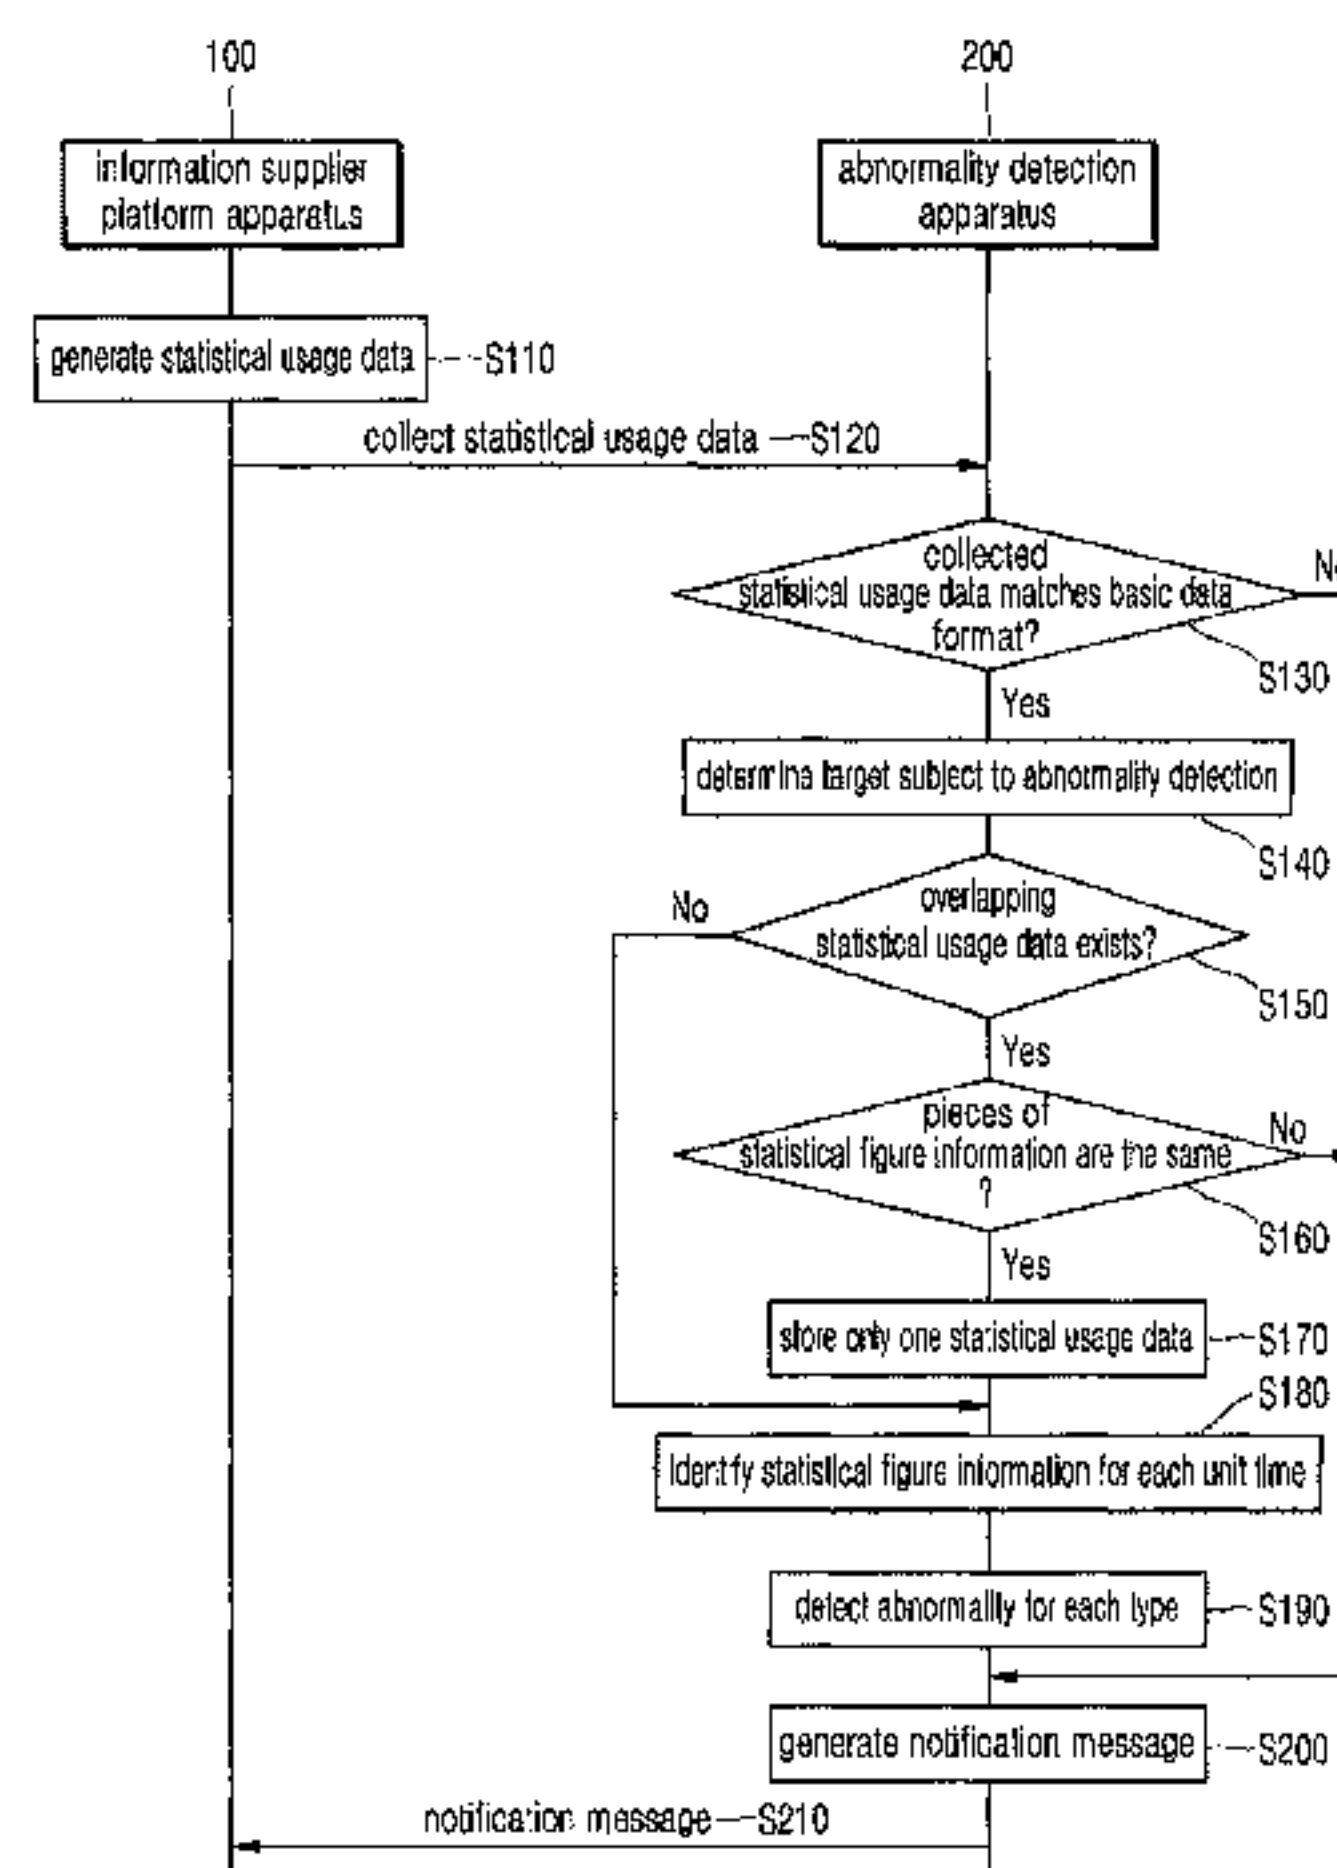 100
200
information supplier
platform apparatus
abnormality detection
apparatus
generate statistical usage data
S110
collect statistical usage data
S120
collected
statistical usage data matches basic data
format?
No
S130
Yes
determine target subject to abnormality detection
S140
overlapping
statistical usage data exists?
No
S150
Yes
pieces of
statistical figure information are the same
?
No
S160
Yes
store only one statistical usage data
S170
S180
Identify statistical figure information for each unit time
detect abnormality for each type
S190
generate notification message
S200
notification message
S210